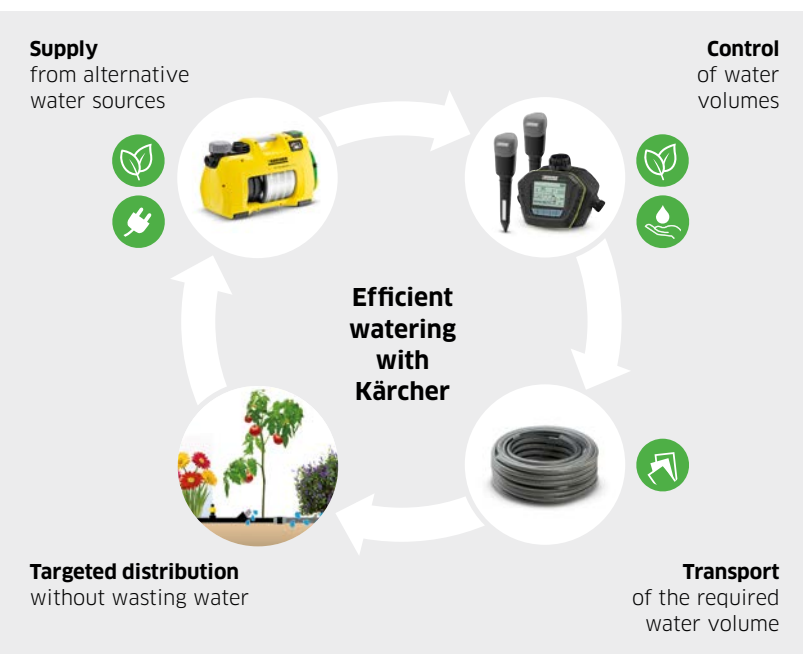 Supply
from alternative
water sources
Control
of water
volumes
KÄRCHER
Efficient
watering
with
Kärcher
Targeted distribution
without wasting water
Transport
of the required
water volume